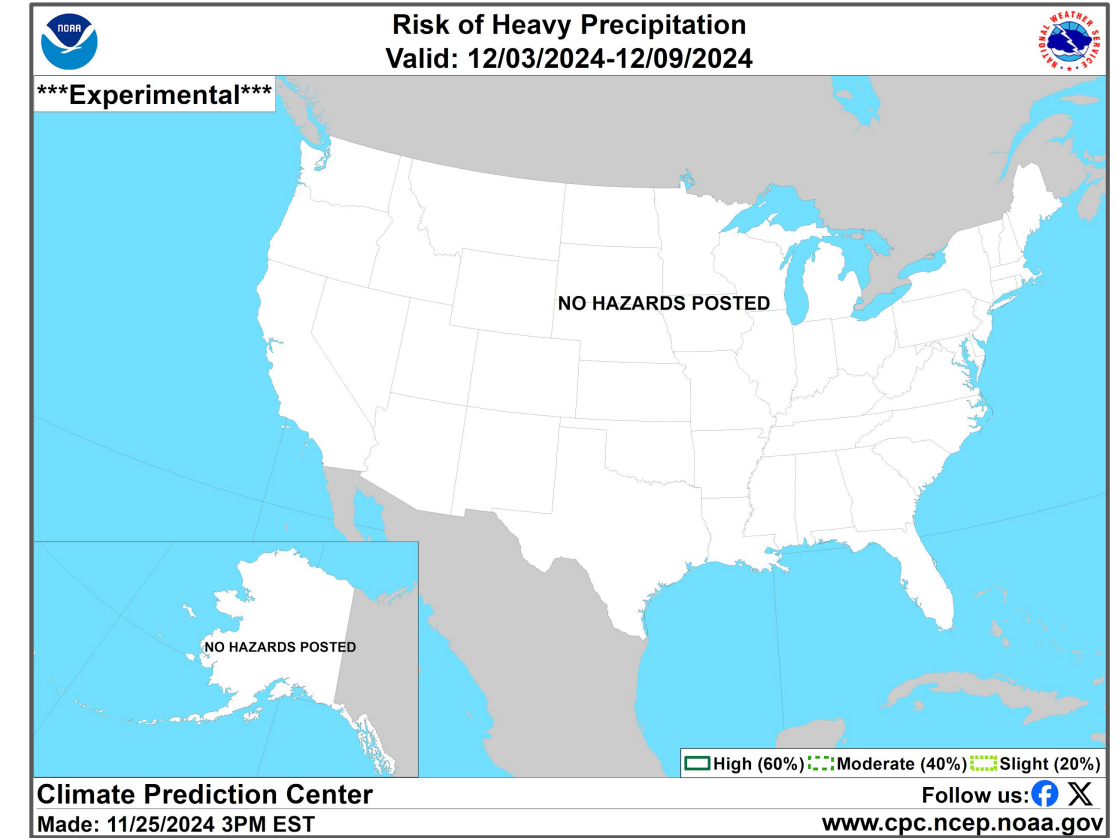 NOAA
Risk of Heavy Precipitation
Valid: 12/03/2024-12/09/2024
NATIONAL WEATHER SERVICE
***Experimental***
NO HAZARDS POSTED
NO HAZARDS POSTED
High (60%) Moderate (40%) Slight (20%)
Climate Prediction Center
Follow us:
Made: 11/25/2024 3PM EST
www.cpc.ncep.noaa.gov